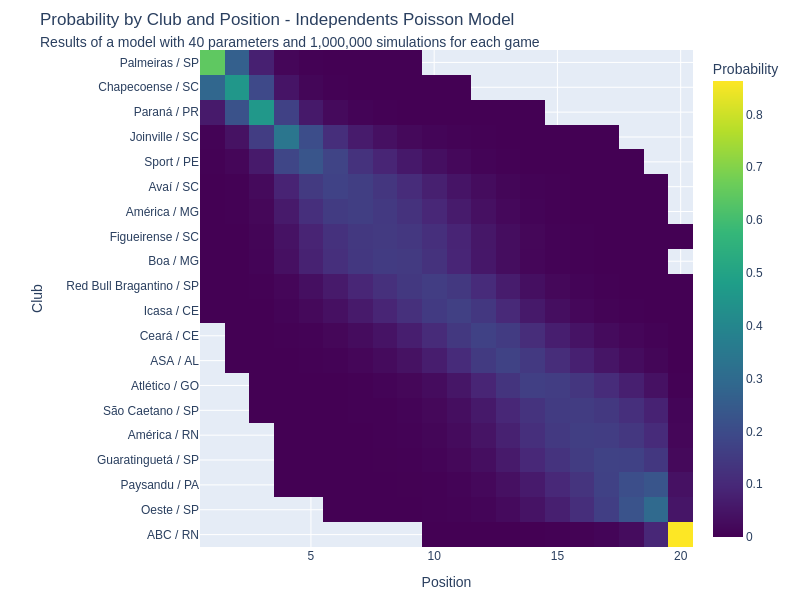 Probability by Club and Position - Independents Poisson Model
Results of a model with 40 parameters and 1,000,000 simulations for each game
Probability
Palmeiras / SP
Chapecoense / SC
Paraná / PR
Joinville / SC
Sport / PE
Avaí / SC
América / MG
Figueirense / SC
Boa / MG
Red Bull Bragantino / SP
Icasa / CE
Ceará / CE
ASA / AL
Atlético / GO
São Caetano / SP
América / RN
Guaratinguetá / SP
Paysandu / PA
Oeste / SP
ABC / RN
Club
5
10
15
20
Position
0.8
0.7
0.6
0.5
0.4
0.3
0.2
0.1
0